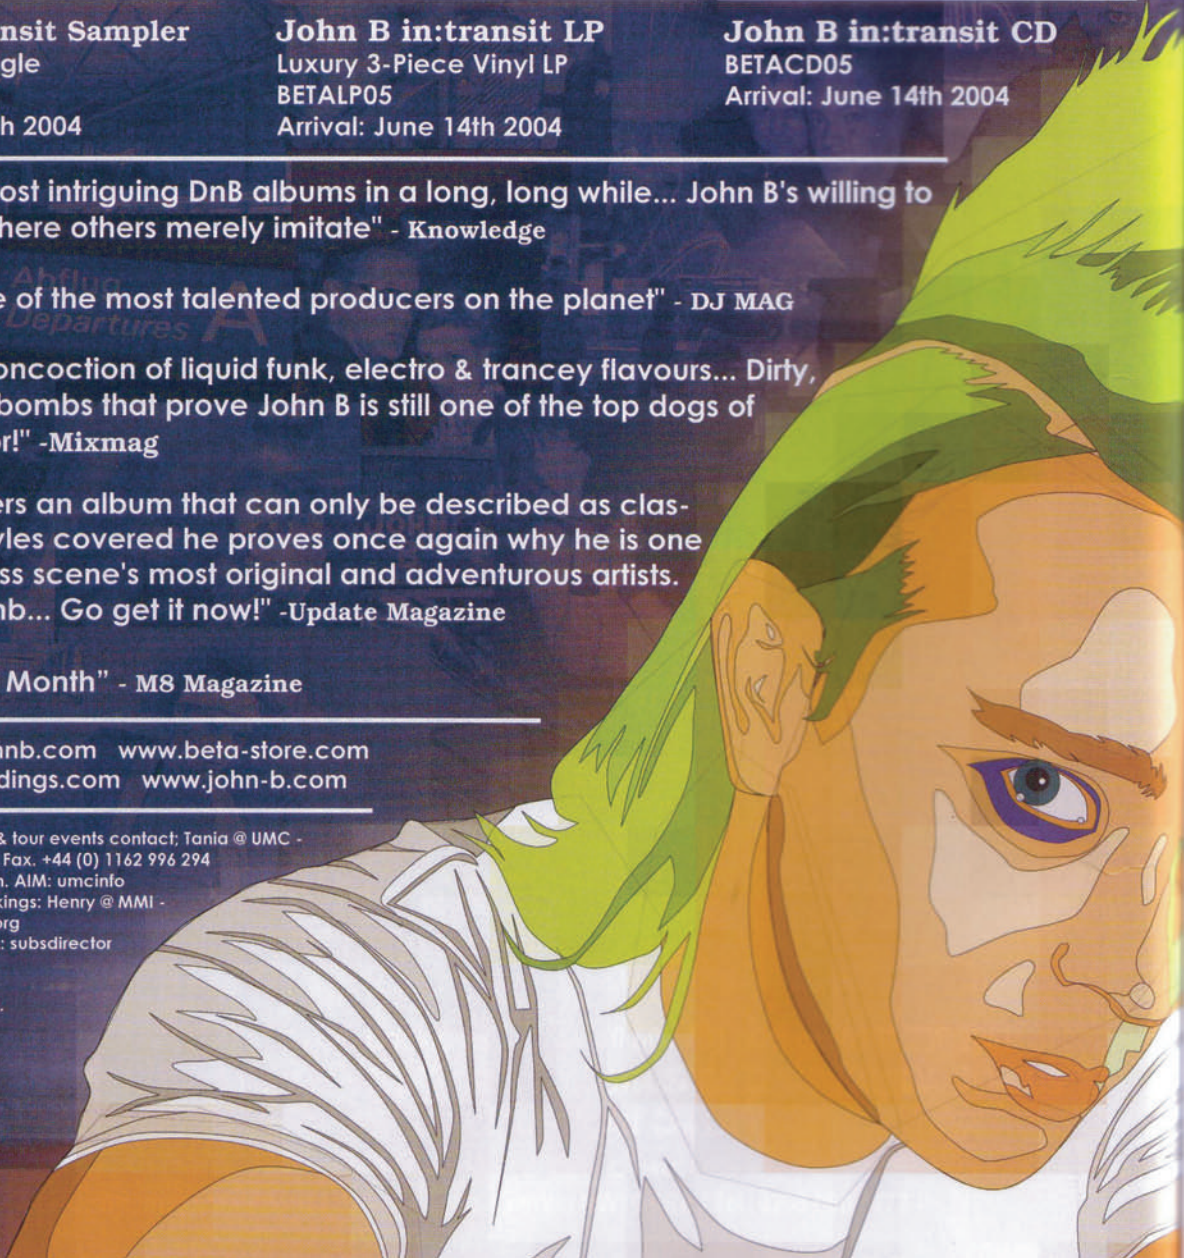 nsit Sampler
gle
h 2004
John B in:transit LP
Luxury 3-Piece Vinyl LP
BETALP05
Arrival: June 14th 2004
John B in:transit CD
BETACD05
Arrival: June 14th 2004
ost intriguing DnB albums in a long, long while... John B's willing to
here others merely imitate" - Knowledge
Abflug
Departures A
e of the most talented producers on the planet" - DJ MAG
oncoction of liquid funk, electro & trancey flavours... Dirty,
bombs that prove John B is still one of the top dogs of
r!" -Mixmag
ers an album that can only be described as clas-
yles covered he proves once again why he is one
ss scene's most original and adventurous artists.
nb... Go get it now!" -Update Magazine
Month" - M8 Magazine
nnb.com www.beta-store.com
dings.com www.john-b.com
& tour events contact; Tania @ UMC -
Fax. +44 (0) 1162 996 294
n. AIM: umcinfo
kings: Henry @ MMI -
org
: subsdirector